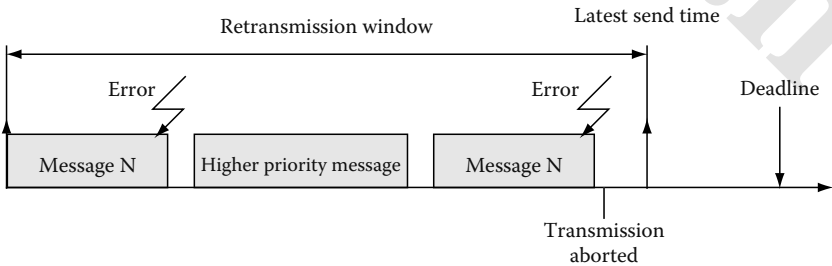 Latest send time
Retransmission window
Error
Error
Deadline
Message N
Higher priority message
Message N
Transmission
aborted